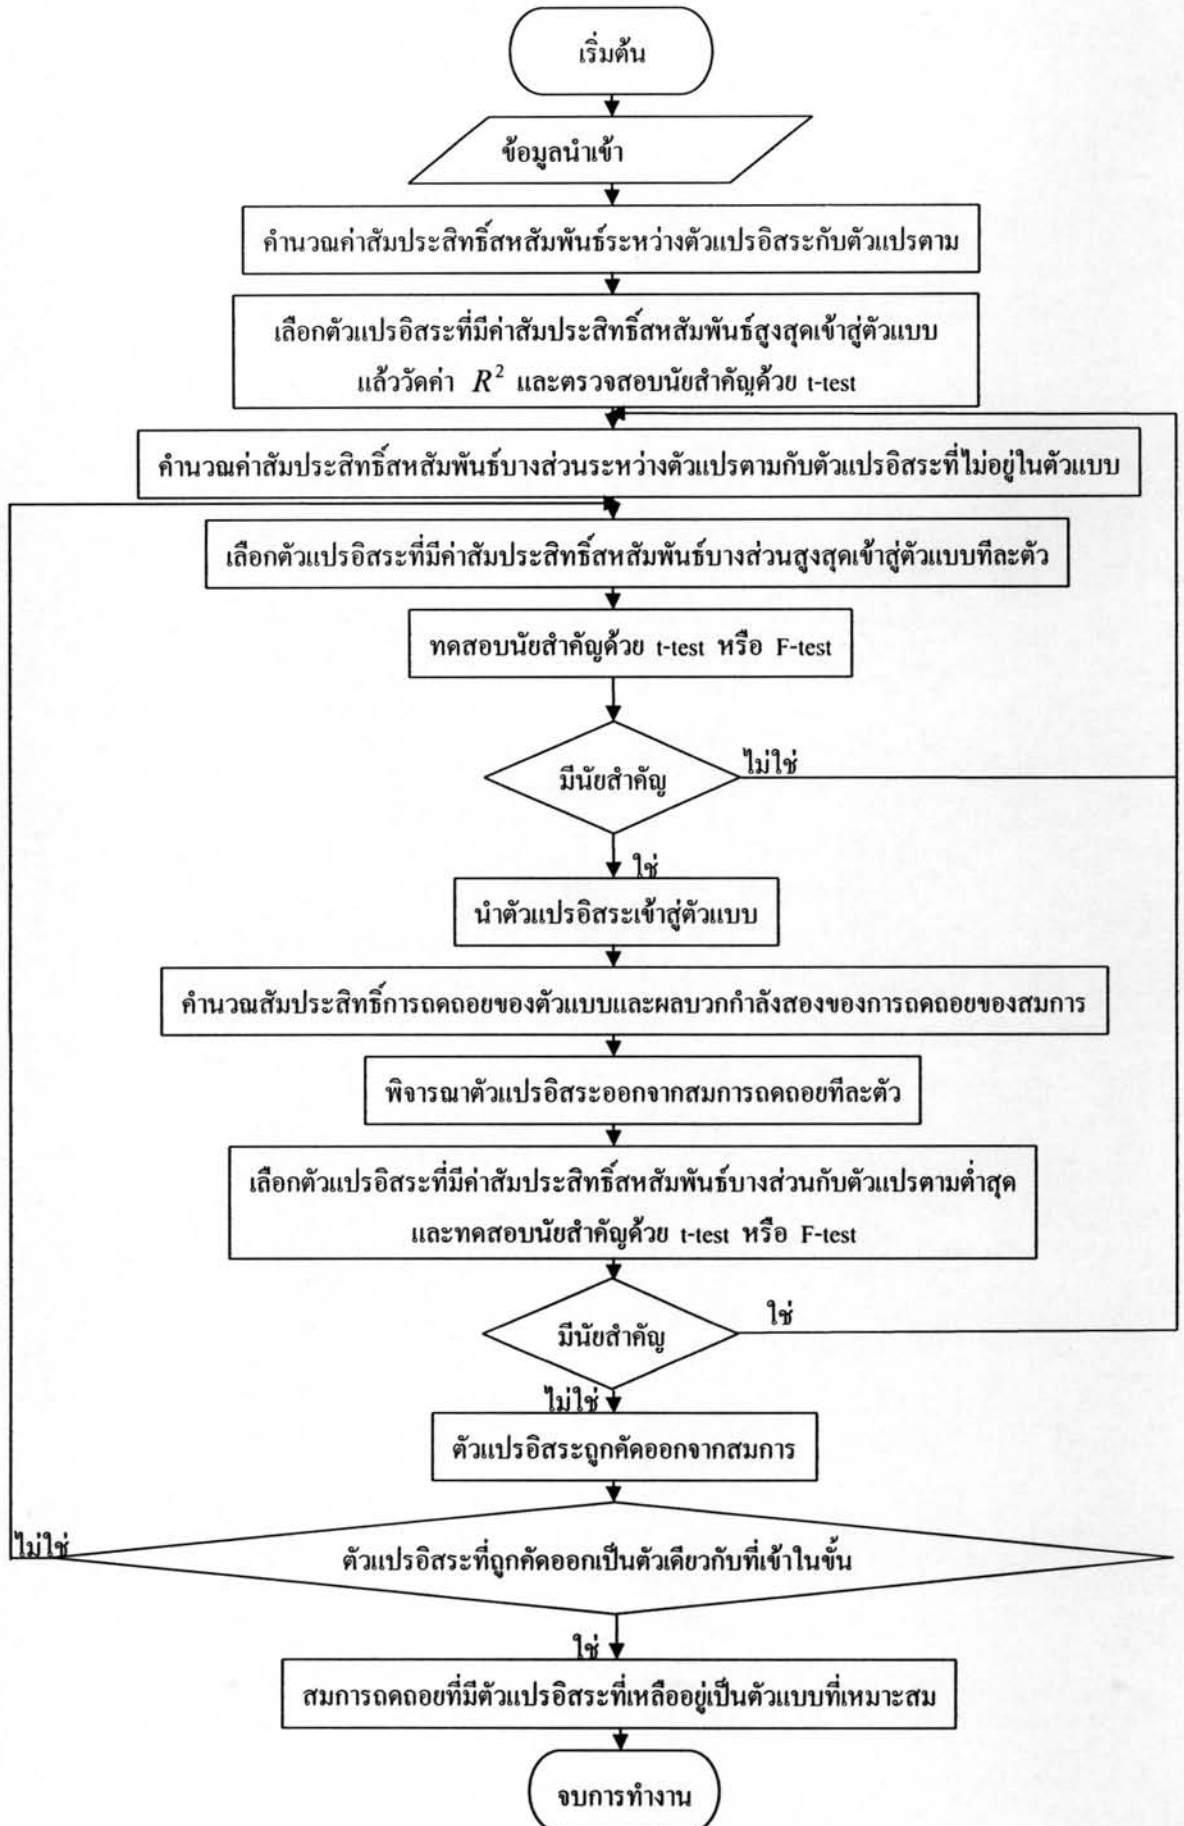 เริ่มต้น
ข้อมูลนำเข้า
คำนวณค่าสัมประสิทธิ์สหสัมพันธ์ระหว่างตัวแปรอิสระกับตัวแปรตาม
เลือกตัวแปรอิสระที่มีค่าสัมประสิทธิ์สหสัมพันธ์สูงสุดเข้าสู่ตัวแบบ
แล้ววัดค่า R² และตรวจสอบนัยสำคัญด้วย t-test
คำนวณค่าสัมประสิทธิ์สหสัมพันธ์บางส่วนระหว่างตัวแปรตามกับตัวแปรอิสระที่ไม่อยู่ในตัวแบบ
เลือกตัวแปรอิสระที่มีค่าสัมประสิทธิ์สหสัมพันธ์บางส่วนสูงสุดเข้าสู่ตัวแบบทีละตัว
ทดสอบนัยสำคัญด้วย t-test หรือ F-test
มีนัยสำคัญ
ไม่ใช่
ใช่
นำตัวแปรอิสระเข้าสู่ตัวแบบ
คำนวณสัมประสิทธิ์การถดถอยของตัวแบบและผลบวกกำลังสองของการถดถอยของสมการ
พิจารณาตัวแปรอิสระออกจากสมการถดถอยทีละตัว
เลือกตัวแปรอิสระที่มีค่าสัมประสิทธิ์สหสัมพันธ์บางส่วนกับตัวแปรตามต่ำสุด
และทดสอบนัยสำคัญด้วย t-test หรือ F-test
มีนัยสำคัญ
ใช่
ไม่ใช่
ตัวแปรอิสระถูกคัดออกจากสมการ
ไม่ใช่
ตัวแปรอิสระที่ถูกคัดออกเป็นตัวเดียวกับที่เข้าในขั้น
ใช่
สมการถดถอยที่มีตัวแปรอิสระที่เหลืออยู่เป็นตัวแบบที่เหมาะสม
จบการทำงาน